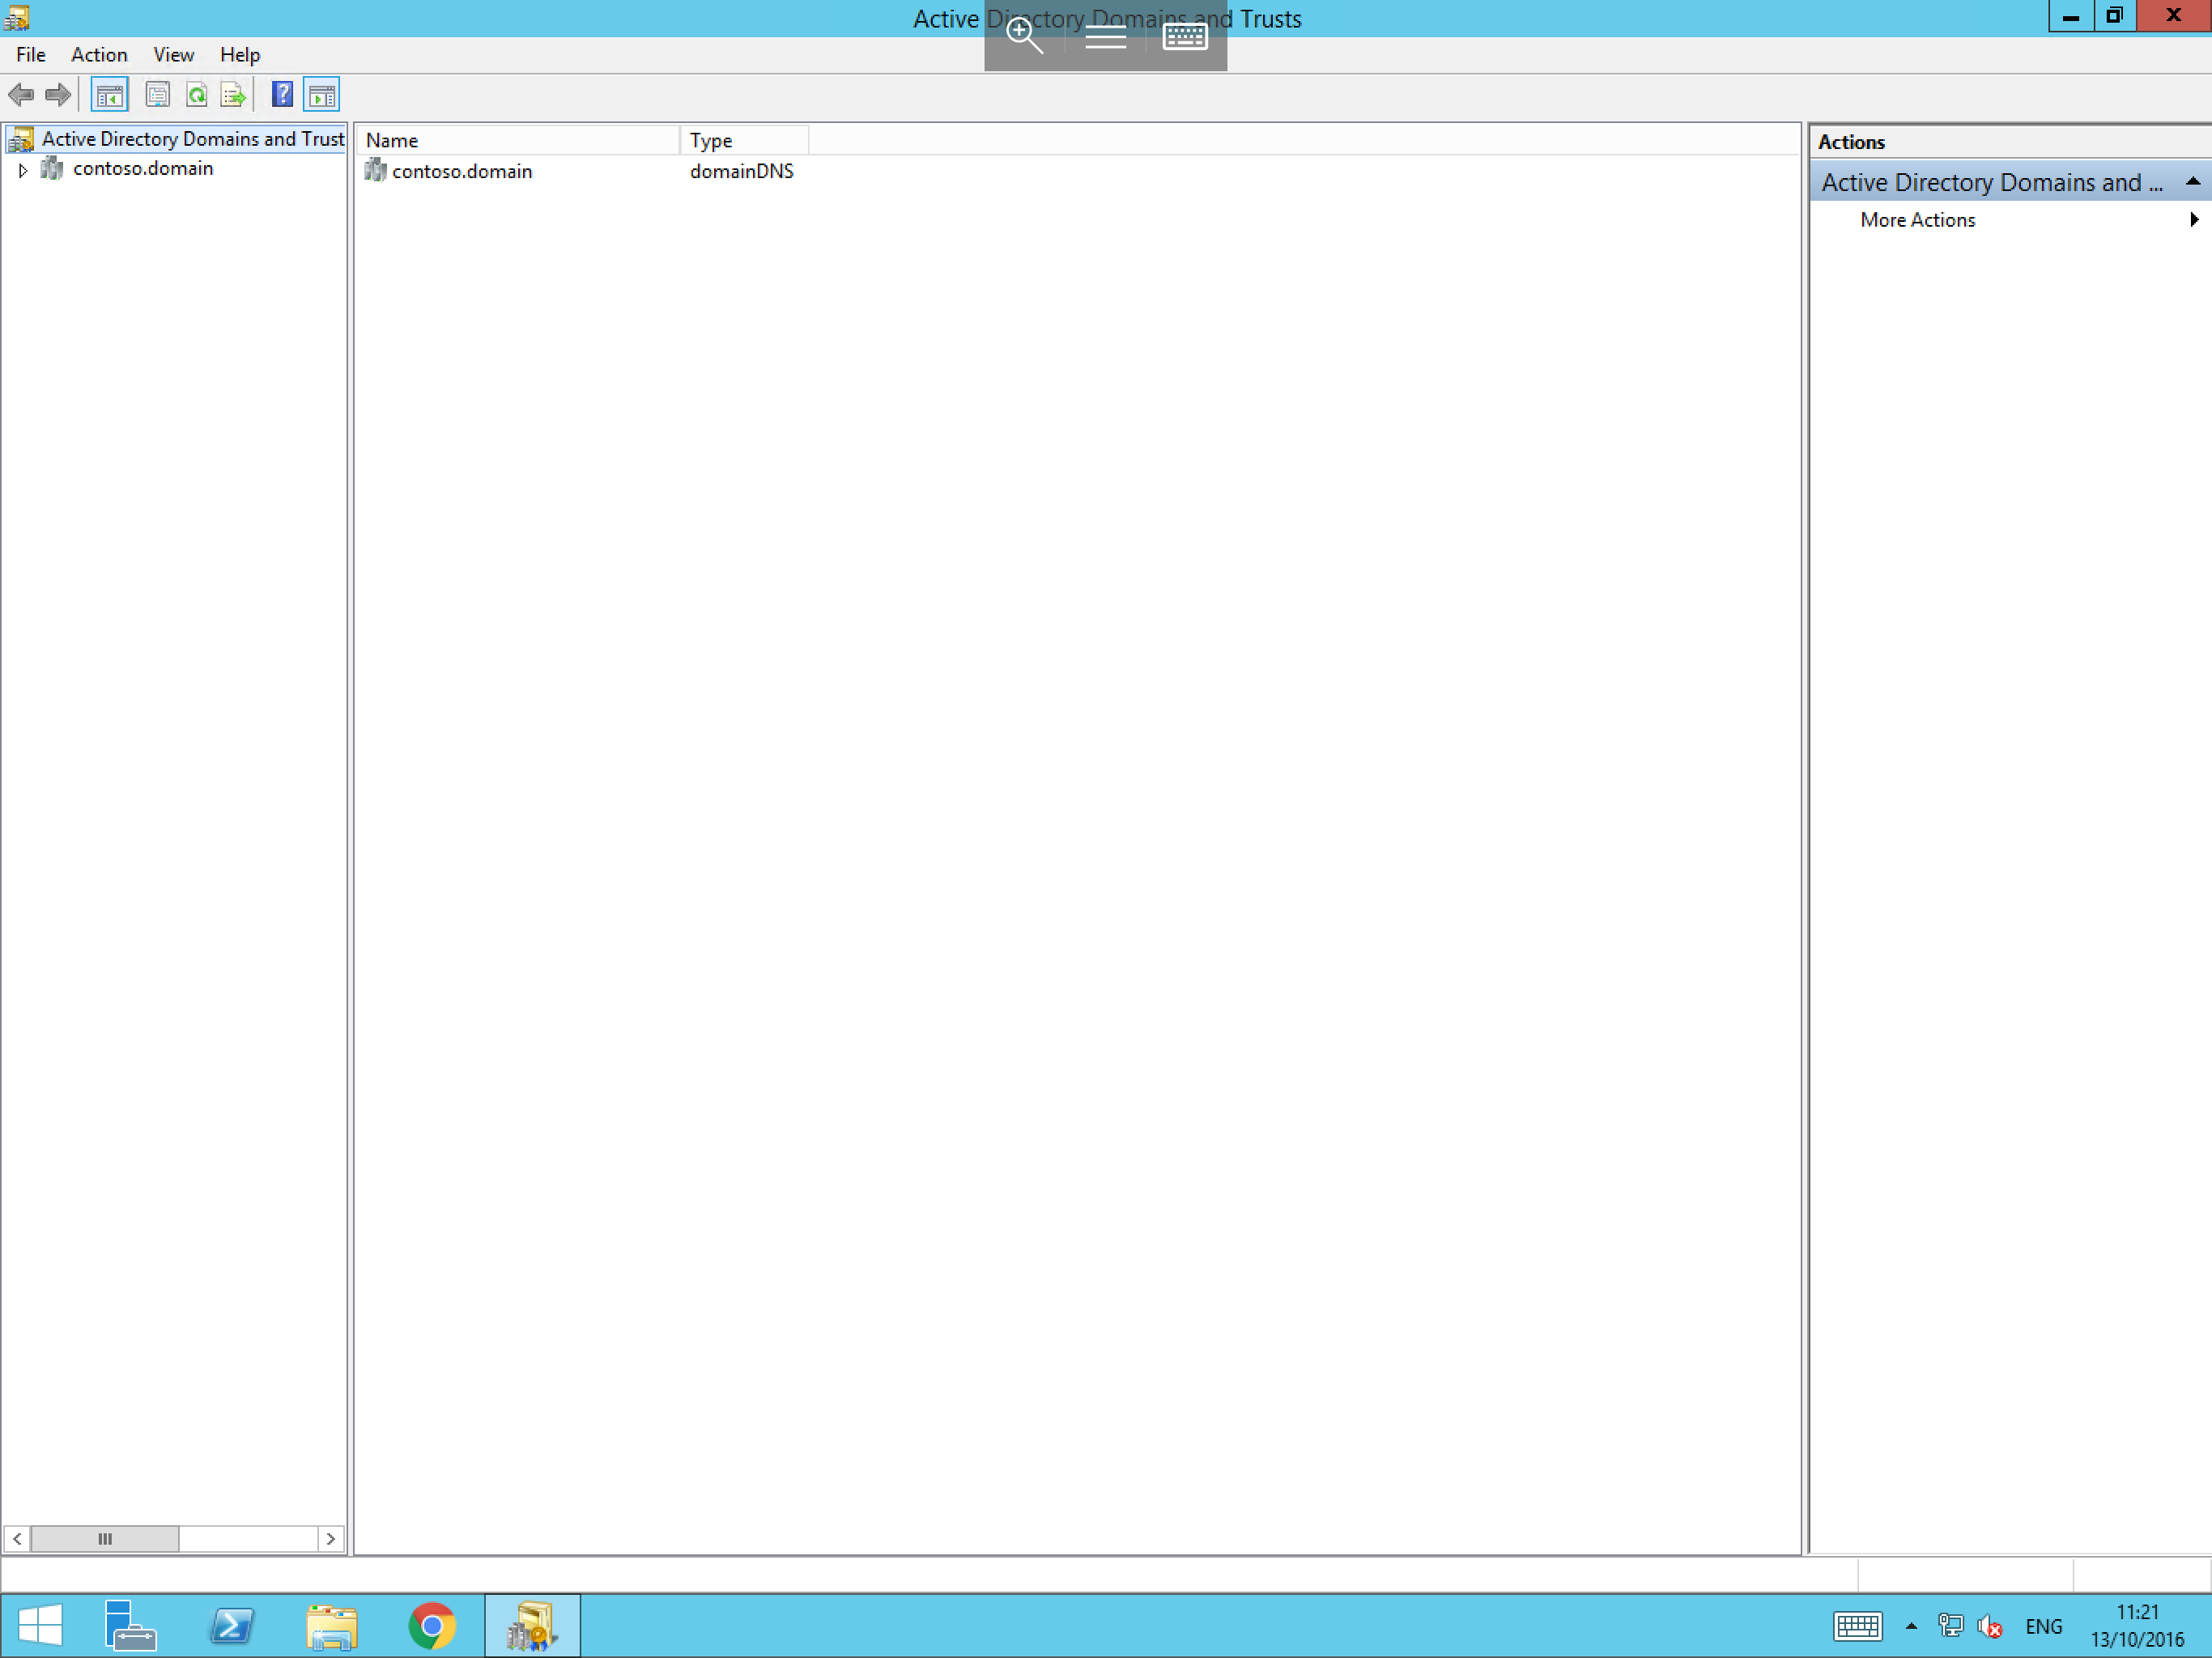 Active Directory Domains and Trusts
File Action View Help
Active Directory Domains and Trust
contoso.domain
Name Type
contoso.domain domainDNS
Actions
Active Directory Domains and ...
More Actions
ENG
11:21
13/10/2016